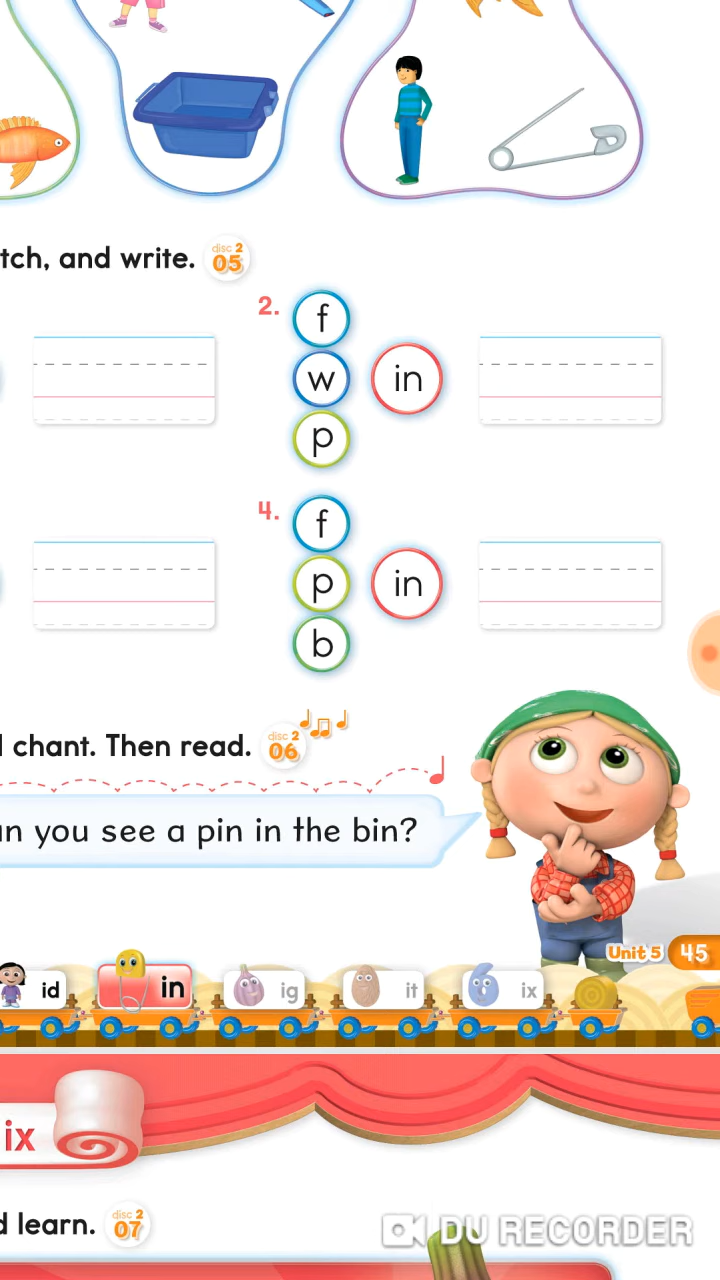 tch, and write. disc 2 05
2. f
w in
p
4. f
p in
b
chant. Then read. disc 2 06
n you see a pin in the bin?
Unit 5 45
id in ig it 6 ix
ix
d learn. disc 2 07
DU RECORDER